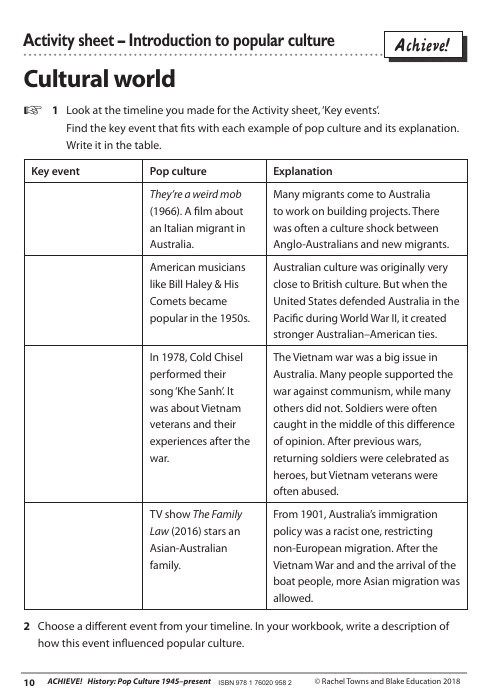 Activity sheet – Introduction to popular culture
Achieve!
Cultural world
1 Look at the timeline you made for the Activity sheet, 'Key events'.
Find the key event that fits with each example of pop culture and its explanation.
Write it in the table.
Key event
Pop culture
Explanation
They're a weird mob
(1966). A film about
an Italian migrant in
Australia.
Many migrants come to Australia
to work on building projects. There
was often a culture shock between
Anglo-Australians and new migrants.
American musicians
like Bill Haley & His
Comets became
popular in the 1950s.
Australian culture was originally very
close to British culture. But when the
United States defended Australia in the
Pacific during World War II, it created
stronger Australian–American ties.
In 1978, Cold Chisel
performed their
song 'Khe Sanh'. It
was about Vietnam
veterans and their
experiences after the
war.
The Vietnam war was a big issue in
Australia. Many people supported the
war against communism, while many
others did not. Soldiers were often
caught in the middle of this difference
of opinion. After previous wars,
returning soldiers were celebrated as
heroes, but Vietnam veterans were
often abused.
TV show The Family
Law (2016) stars an
Asian-Australian
family.
From 1901, Australia's immigration
policy was a racist one, restricting
non-European migration. After the
Vietnam War and and the arrival of the
boat people, more Asian migration was
allowed.
2 Choose a different event from your timeline. In your workbook, write a description of
how this event influenced popular culture.
10 ACHIEVE! History: Pop Culture 1945–present ISBN 978 1 76020 958 2 © Rachel Towns and Blake Education 2018